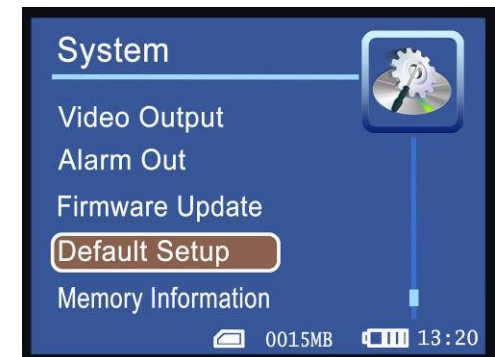 System
Video Output
Alarm Out
Firmware Update
Default Setup
Memory Information
0015MB 13:20